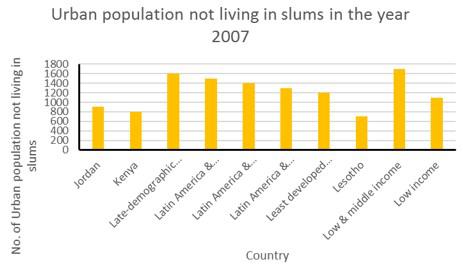 Urban population not living in slums in the year
2007
No. of Urban population not living in
slums
1800
1600
1400
1200
1000
800
600
400
200
0
Jordan
Kenya
Late-demographic...
Latin America &...
Latin America &...
Latin America &...
Least developed...
Lesotho
Low & middle income
Low income
Country